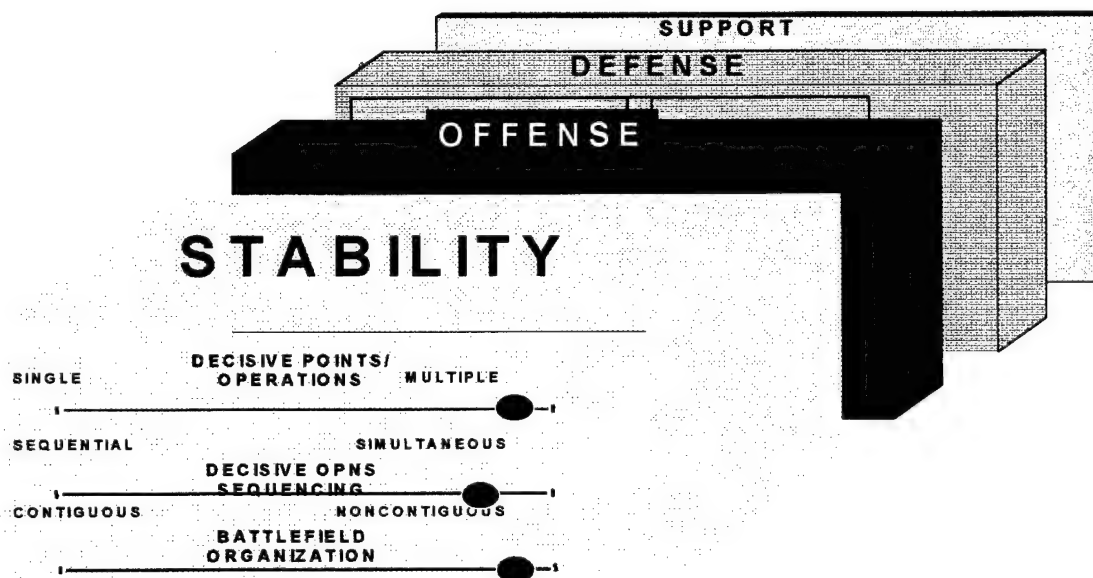 SUPPORT
DEFENSE
OFFENSE
STABILITY
DECISIVE POINTS/
SINGLE OPERATIONS MULTIPLE
SEQUENTIAL SIMULTANEOUS
DECISIVE OPNS
SEQUENCING
CONTIGUOUS NONCONTIGUOUS
BATTLEFIELD
ORGANIZATION